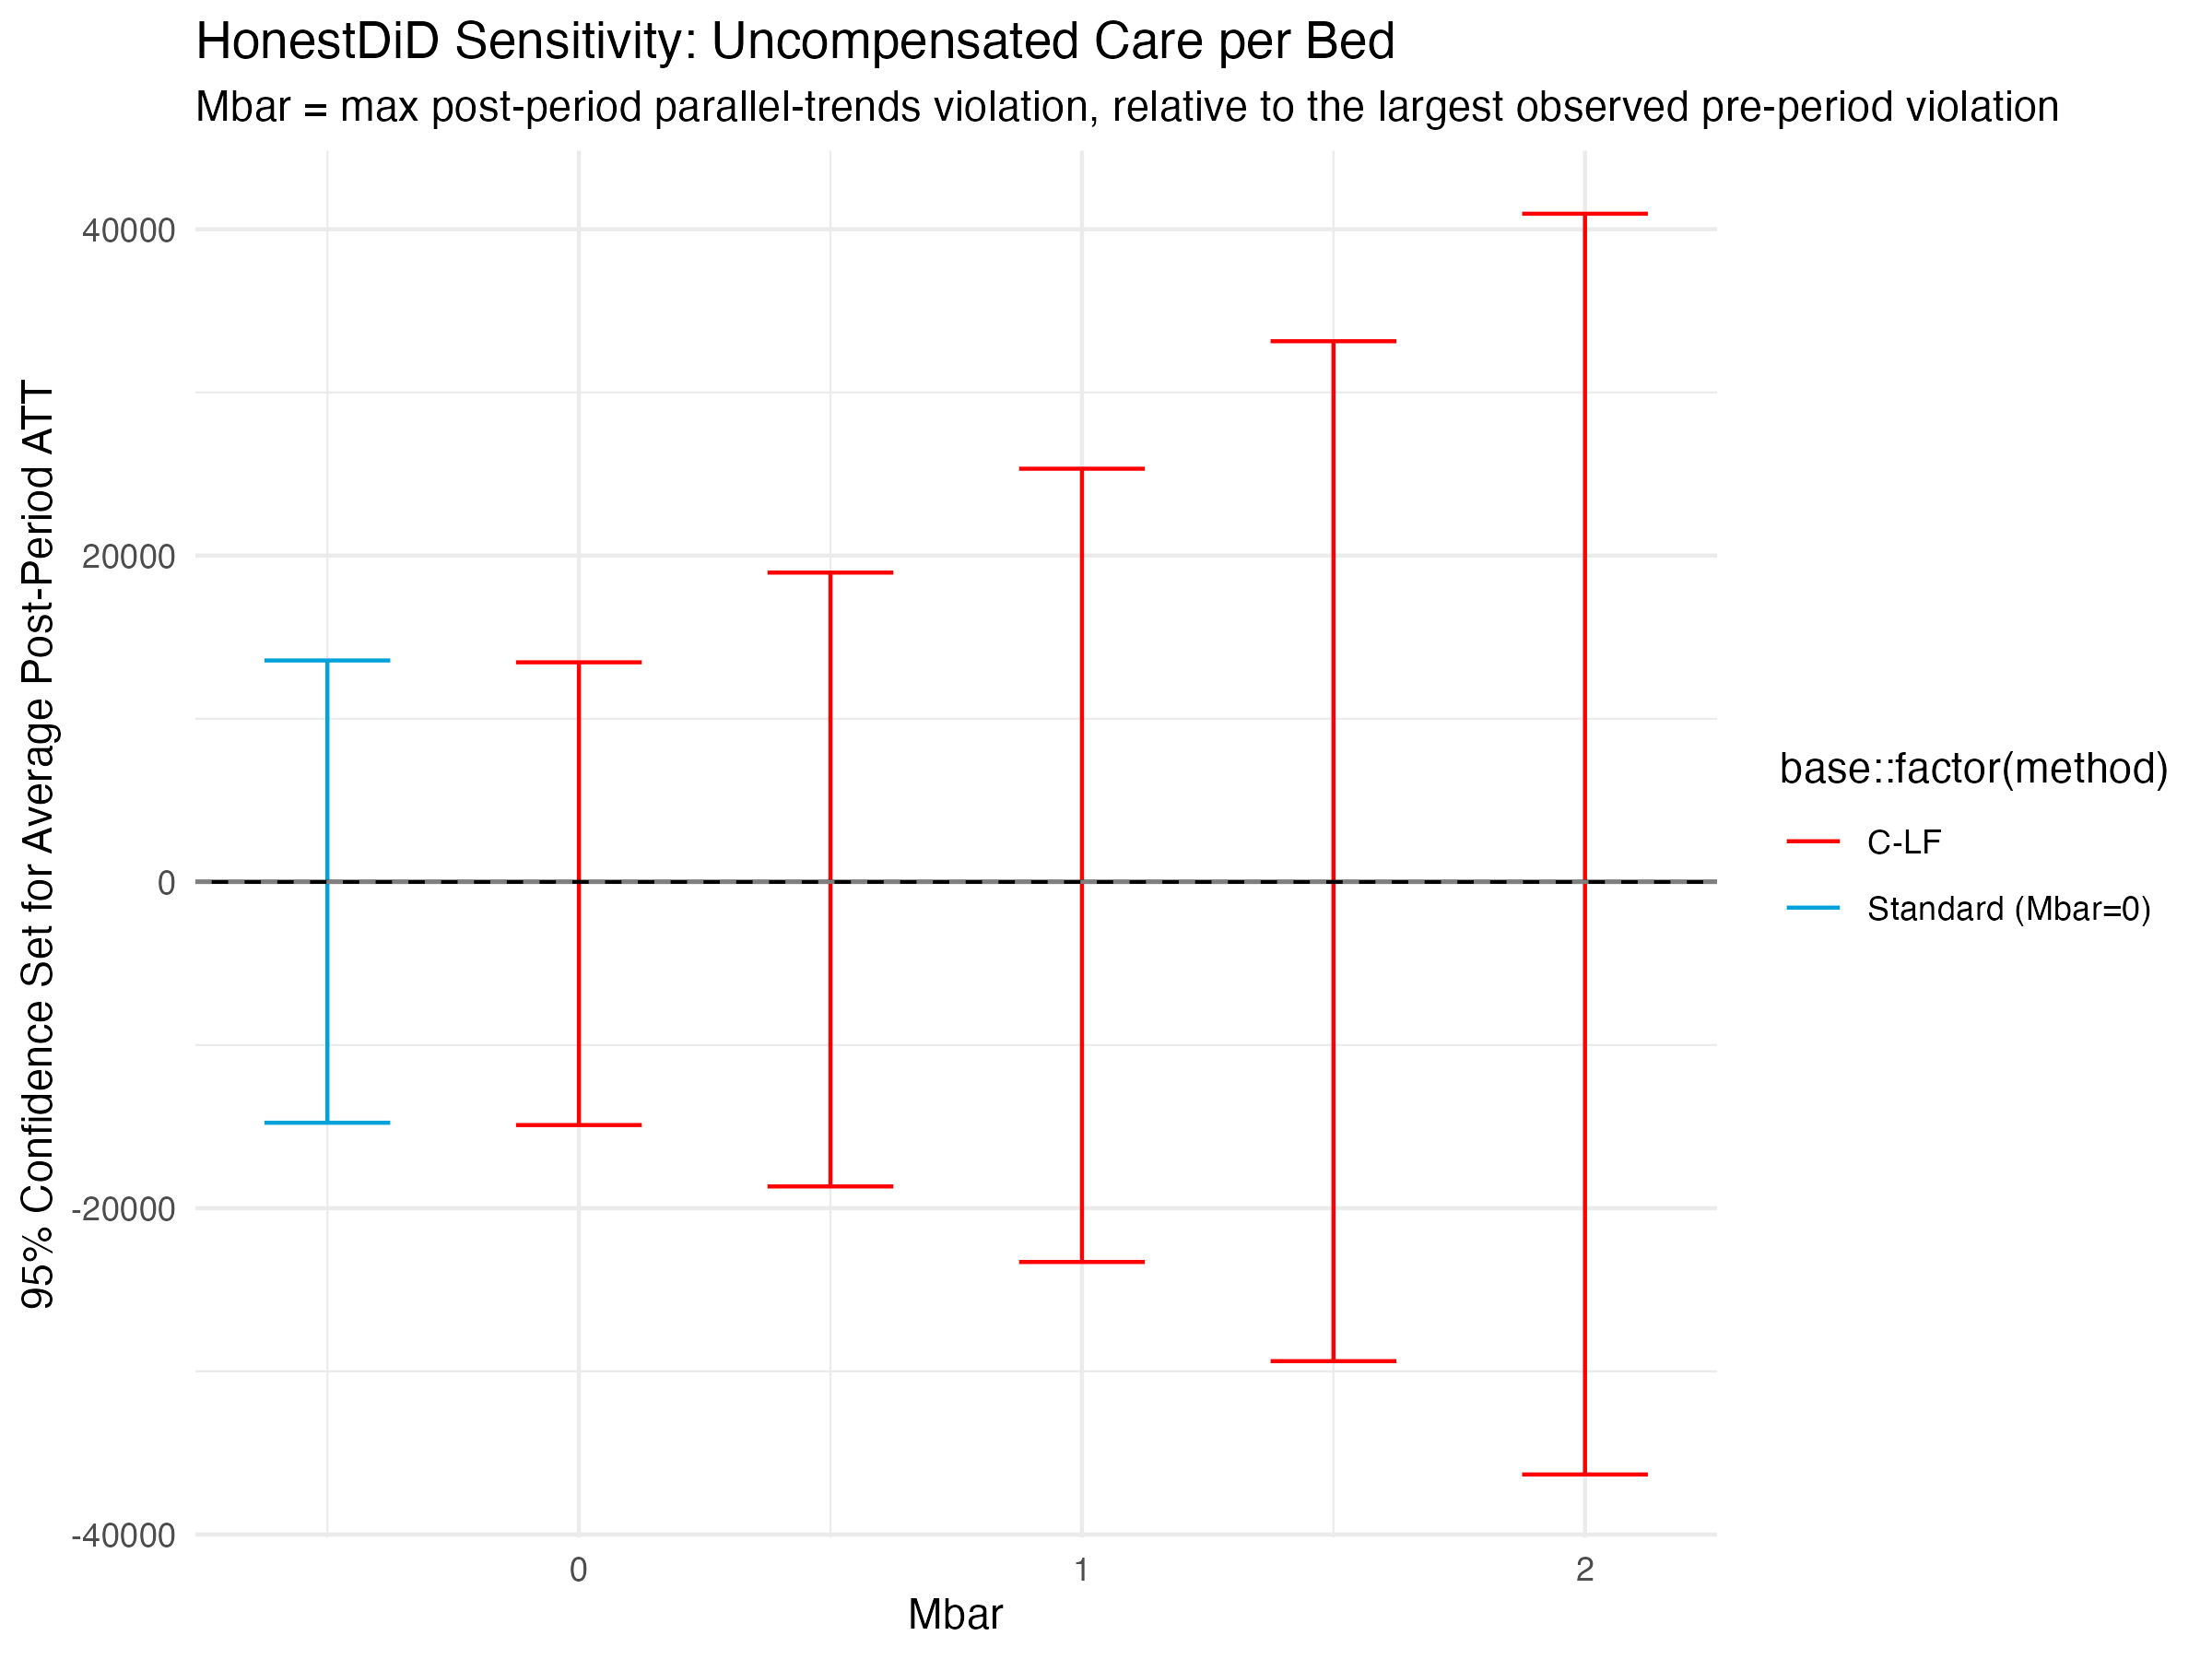 HonestDiD Sensitivity: Uncompensated Care per Bed
Mbar = max post-period parallel-trends violation, relative to the largest observed pre-period violation
95% Confidence Set for Average Post-Period ATT
40000
20000
0
-20000
-40000
0
1
2
Mbar
base::factor(method)
C-LF
Standard (Mbar=0)